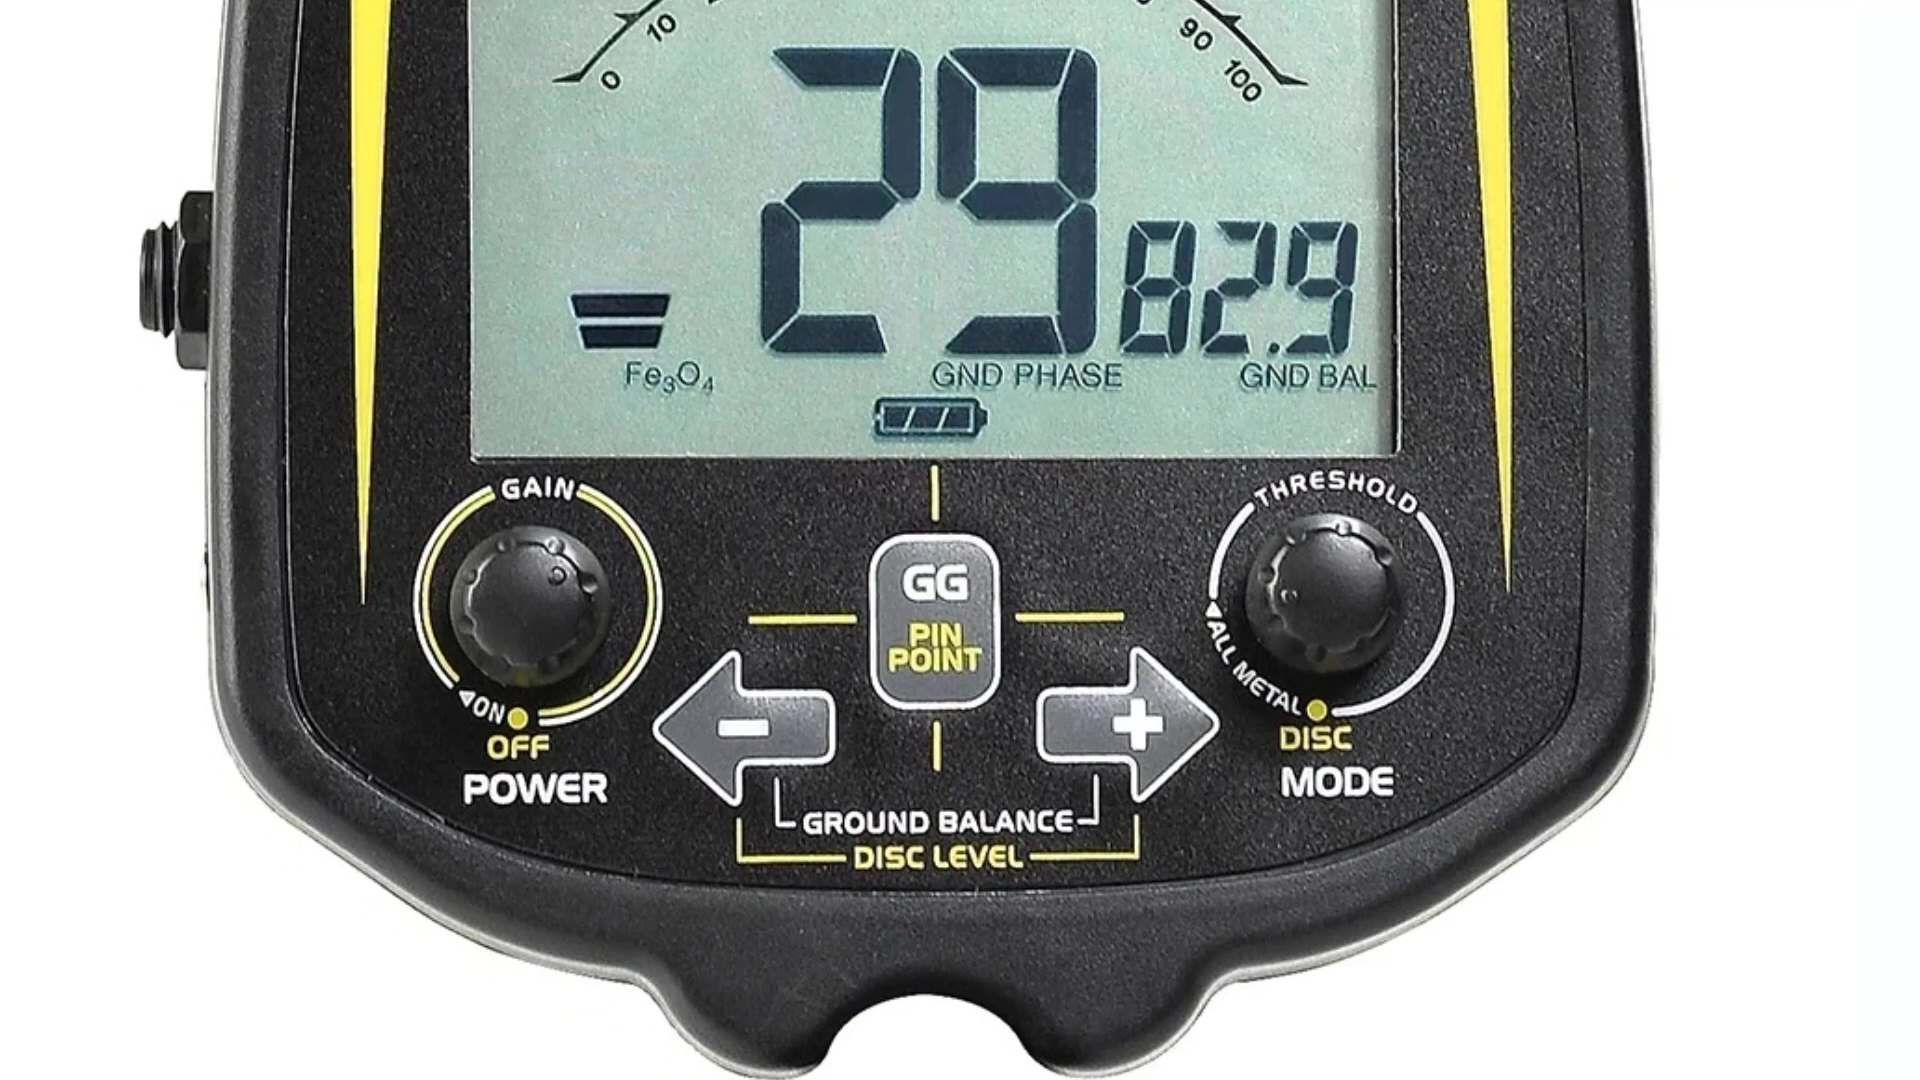 0
10
90
100
29
82.9
Fe₃O₄
GND PHASE
GND BAL
GAIN
THRESHOLD
GG
PIN
POINT
ON
OFF
POWER
-
+
ALL METAL
DISC
MODE
GROUND BALANCE
DISC LEVEL